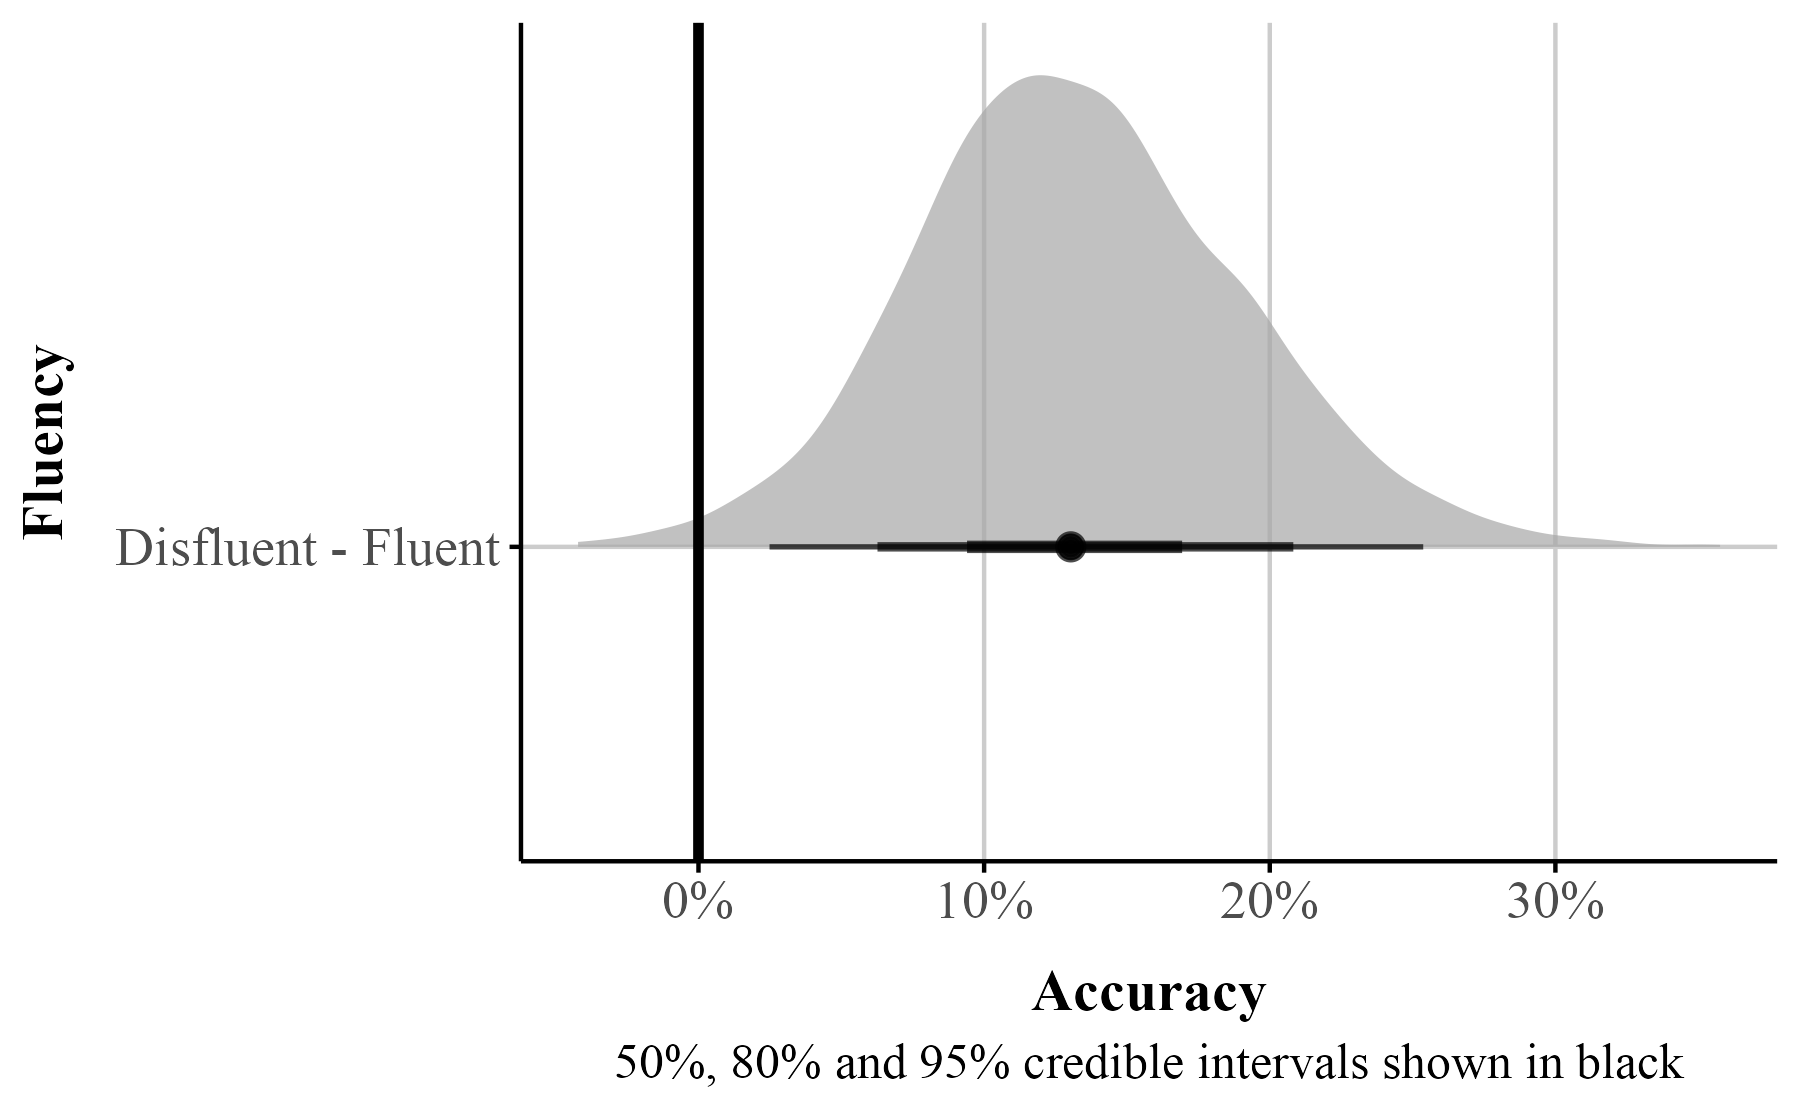 Fluency
Disfluent - Fluent
0% 10% 20% 30%
Accuracy
50%, 80% and 95% credible intervals shown in black